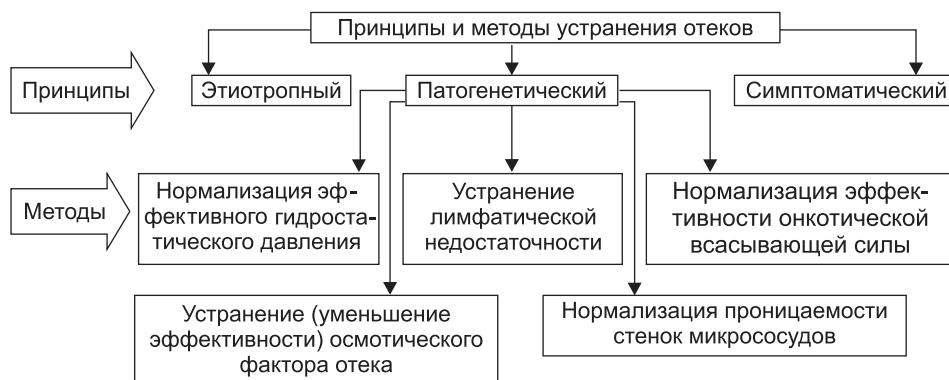 Принципы и методы устранения отеков
Принципы
Этиотропный
Патогенетический
Симптоматический
Методы
Нормализация эф-
фективного гидроста-
тического давления
Устранение
лимфатической
недостаточности
Нормализация эффек-
тивности онкотической
всасывающей силы
Устранение (уменьшение
эффективности) осмотического
фактора отека
Нормализация проницаемости
стенок микрососудов